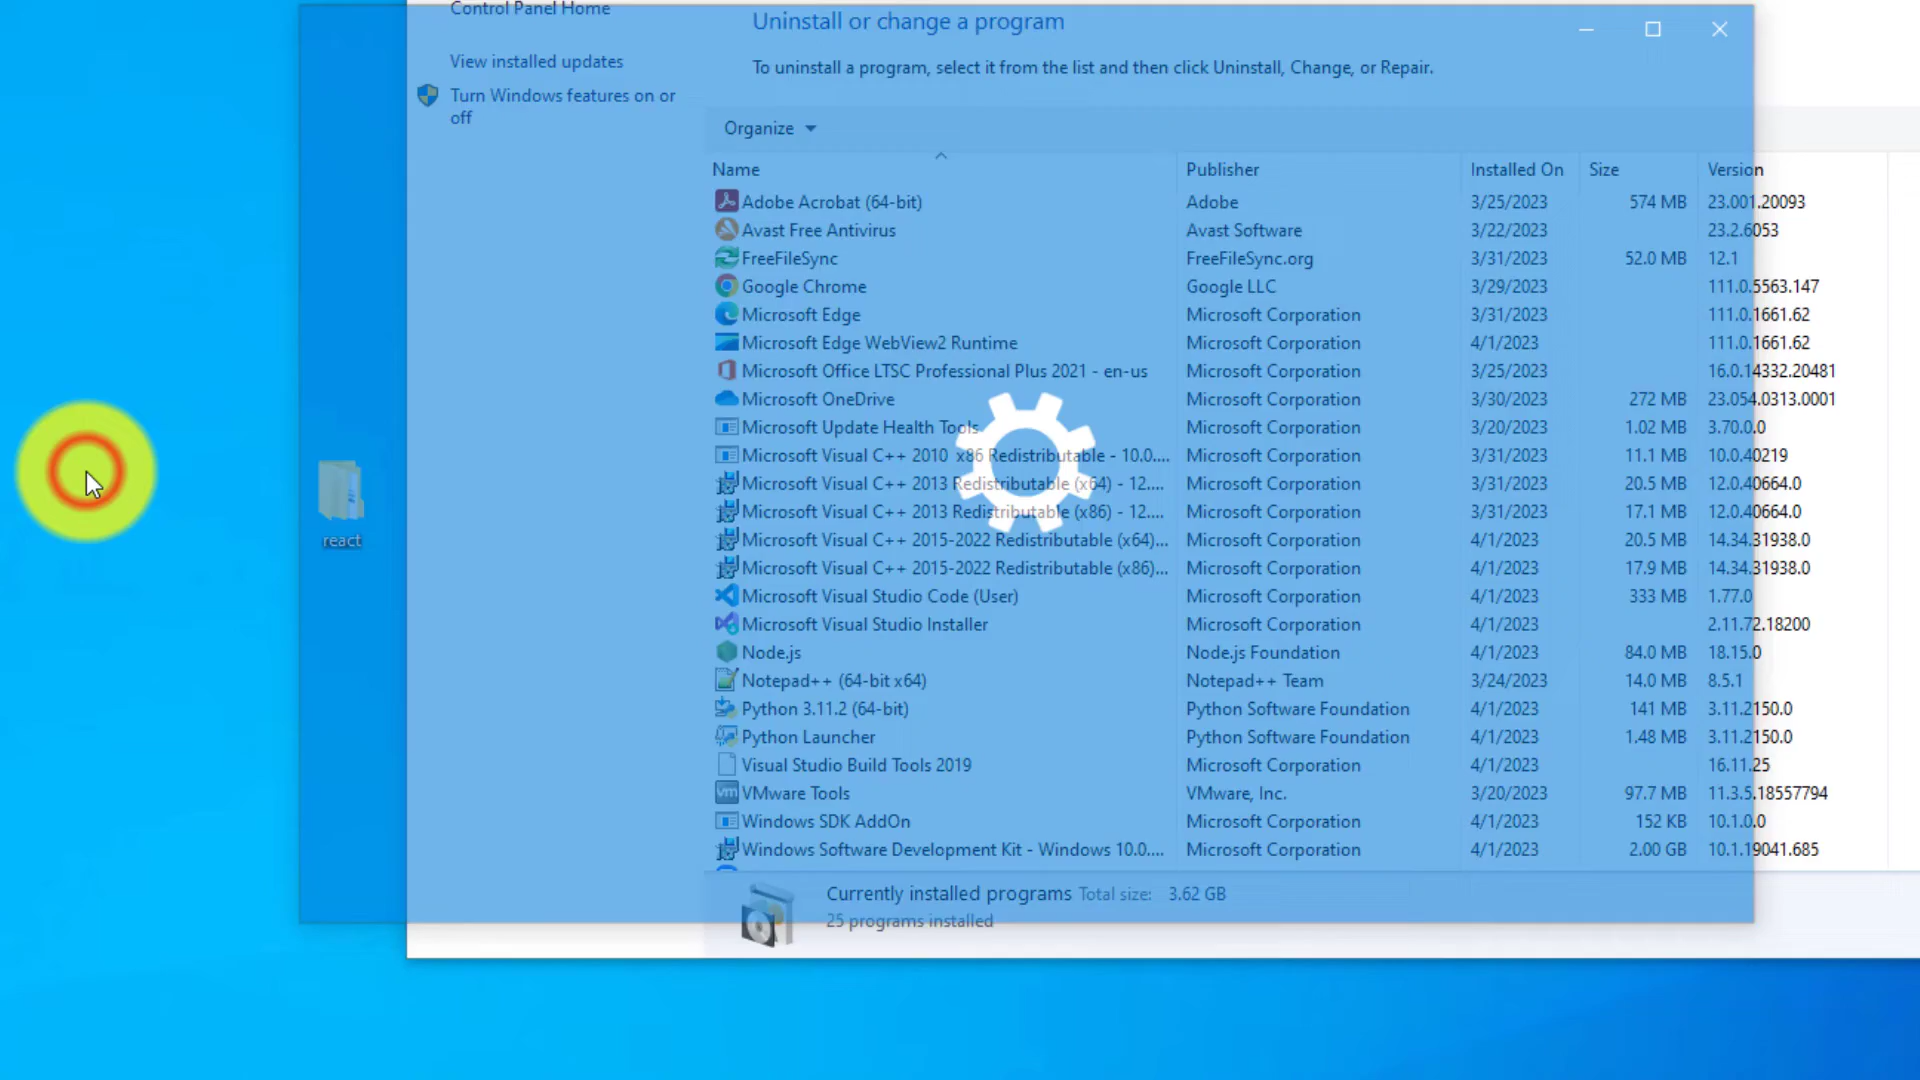 Control Panel Home
View installed updates
Turn Windows features on or
off
Uninstall or change a program
To uninstall a program, select it from the list and then click Uninstall, Change, or Repair.
Organize
Name Publisher Installed On Size Version
Adobe Acrobat (64-bit) Adobe 3/25/2023 574 MB 23.001.20093
Avast Free Antivirus Avast Software 3/22/2023 23.2.6053
FreeFileSync FreeFileSync.org 3/31/2023 52.0 MB 12.1
Google Chrome Google LLC 3/29/2023 111.0.5563.147
Microsoft Edge Microsoft Corporation 3/31/2023 111.0.1661.62
Microsoft Edge WebView2 Runtime Microsoft Corporation 4/1/2023 111.0.1661.62
Microsoft Office LTSC Professional Plus 2021 - en-us Microsoft Corporation 3/25/2023 16.0.14332.20481
Microsoft OneDrive Microsoft Corporation 3/30/2023 272 MB 23.054.0313.0001
Microsoft Update Health Tools Microsoft Corporation 3/20/2023 1.02 MB 3.70.0.0
Microsoft Visual C++ 2010 x86 Redistributable - 10.0.... Microsoft Corporation 3/31/2023 11.1 MB 10.0.40219
Microsoft Visual C++ 2013 Redistributable (x64) - 12.... Microsoft Corporation 3/31/2023 20.5 MB 12.0.40664.0
Microsoft Visual C++ 2013 Redistributable (x86) - 12.... Microsoft Corporation 3/31/2023 17.1 MB 12.0.40664.0
Microsoft Visual C++ 2015-2022 Redistributable (x64)... Microsoft Corporation 4/1/2023 20.5 MB 14.34.31938.0
Microsoft Visual C++ 2015-2022 Redistributable (x86)... Microsoft Corporation 4/1/2023 17.9 MB 14.34.31938.0
Microsoft Visual Studio Code (User) Microsoft Corporation 4/1/2023 333 MB 1.77.0
Microsoft Visual Studio Installer Microsoft Corporation 4/1/2023 2.11.72.18200
Node.js Node.js Foundation 4/1/2023 84.0 MB 18.15.0
Notepad++ (64-bit x64) Notepad++ Team 3/24/2023 14.0 MB 8.5.1
Python 3.11.2 (64-bit) Python Software Foundation 4/1/2023 141 MB 3.11.2150.0
Python Launcher Python Software Foundation 4/1/2023 1.48 MB 3.11.2150.0
Visual Studio Build Tools 2019 Microsoft Corporation 4/1/2023 16.11.25
VMware Tools VMware, Inc. 3/20/2023 97.7 MB 11.3.5.18557794
Windows SDK AddOn Microsoft Corporation 4/1/2023 152 KB 10.1.0.0
Windows Software Development Kit - Windows 10.0.... Microsoft Corporation 4/1/2023 2.00 GB 10.1.19041.685
Currently installed programs Total size: 3.62 GB
25 programs installed
react
vm